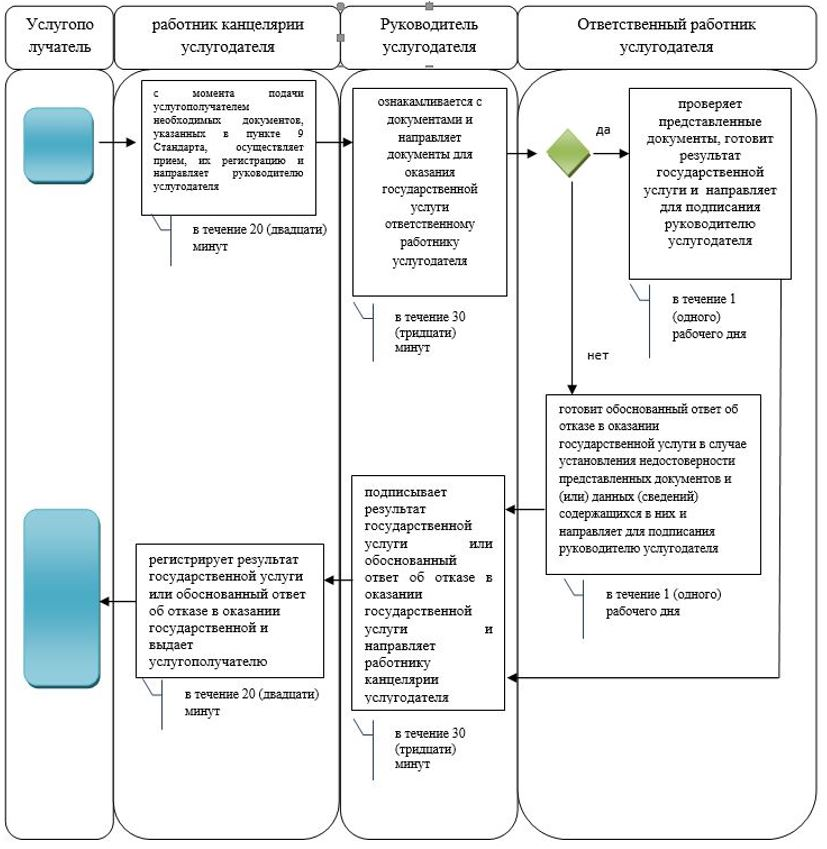 Услугопо
лучатель
работник канцелярии
услугодателя
Руководитель
услугодателя
Ответственный работник
услугодателя
с момента подачи
услугополучателем
необходимых документов,
указанных в пункте 9
Стандарта, осуществляет
прием, их регистрацию и
направляет руководителю
услугодателя
в течение 20 (двадцати)
минут
ознакамливается с
документами и
направляет
документы для
оказания
государственной
услуги
ответственному
работнику
услугодателя
в течение 30
(тридцати)
минут
да
проверяет
представленные
документы, готовит
результат
государственной
услуги и направляет
для подписания
руководителю
услугодателя
в течение 1
(одного)
рабочего дня
нет
готовит обоснованный ответ об
отказе в оказании
государственной услуги в случае
установления недостоверности
представленных документов и
(или) данных (сведений)
содержащихся в них и
направляет для подписания
руководителю услугодателя
в течение 1 (одного)
рабочего дня
подписывает
результат
государственной
услуги или
обоснованный
ответ об отказе в
оказании
государственной
услуги и
направляет
работнику
канцелярии
услугодателя
в течение 30
(тридцати)
минут
регистрирует результат
государственной услуги
или обоснованный ответ
об отказе в оказании
государственной и
выдает
услугополучателю
в течение 20 (двадцати)
минут